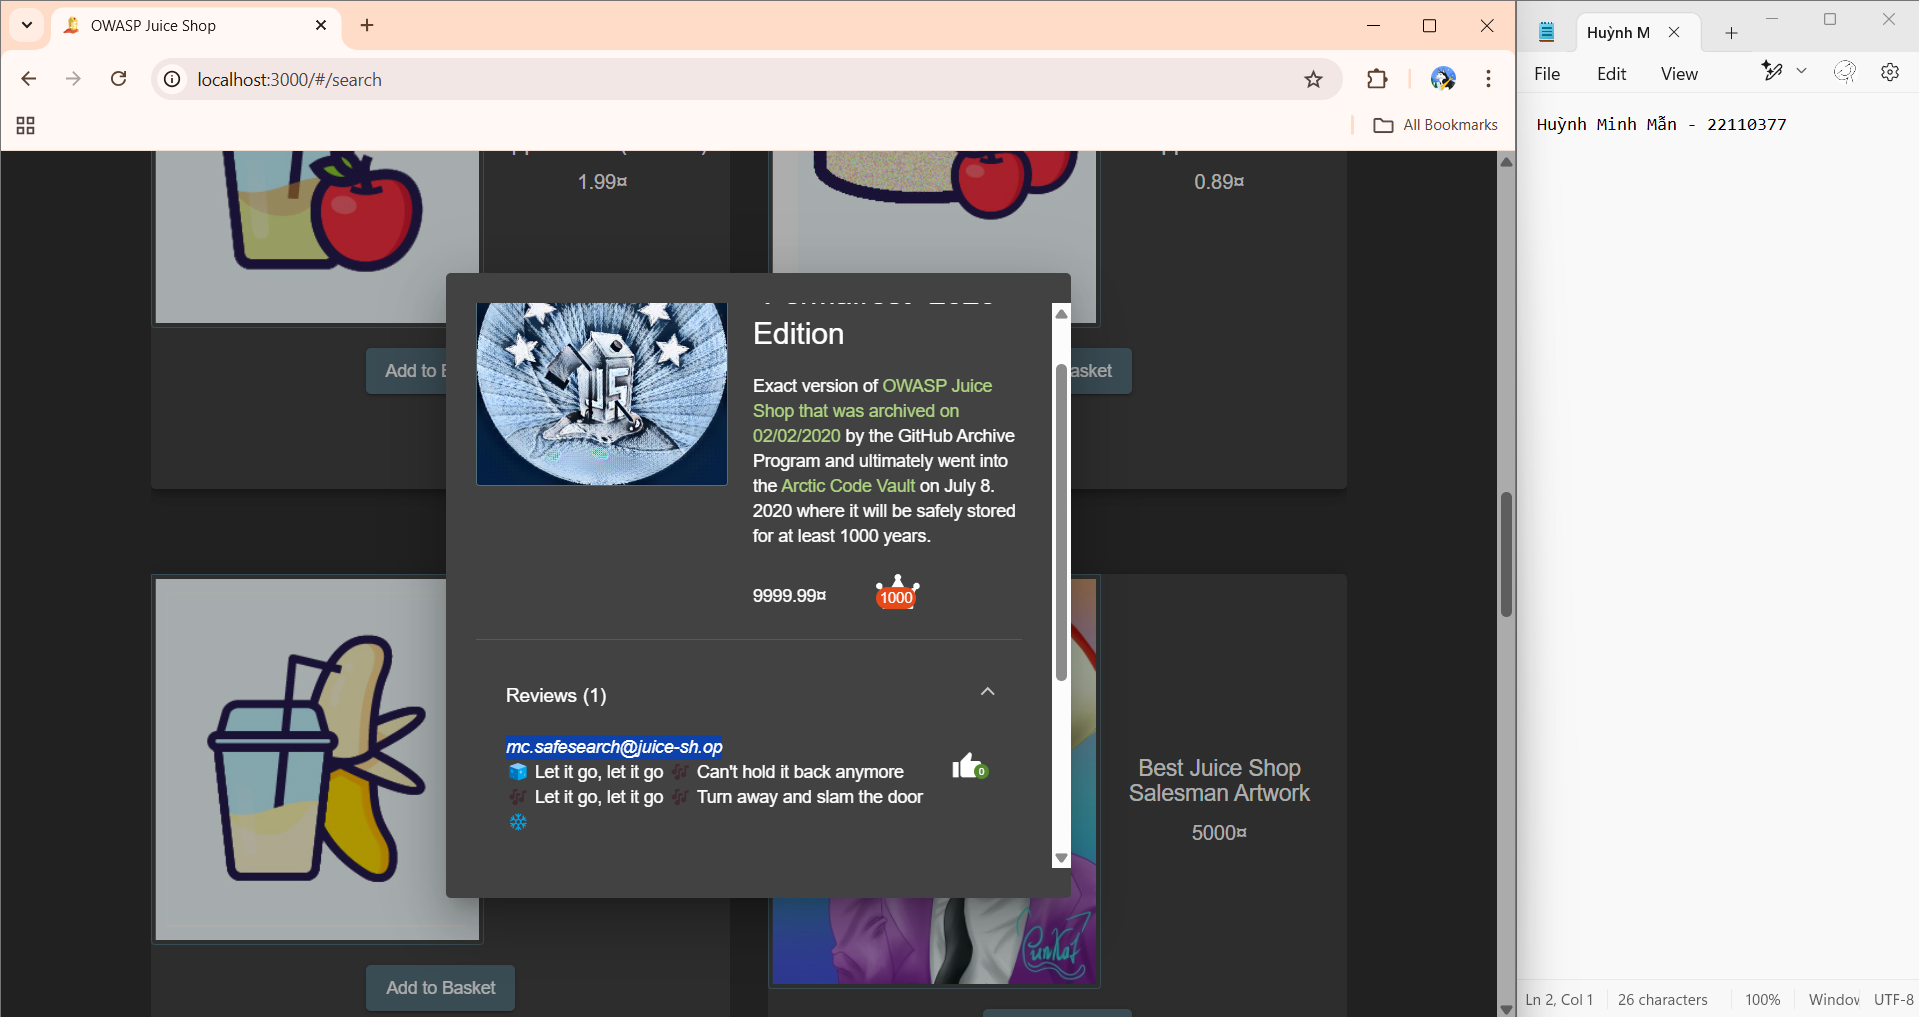 OWASP Juice Shop
localhost:3000/#/search
All Bookmarks
1.99¤
0.89¤
Add to
asket
Edition
Exact version of OWASP Juice
Shop that was archived on
02/02/2020 by the GitHub Archive
Program and ultimately went into
the Arctic Code Vault on July 8.
2020 where it will be safely stored
for at least 1000 years.
9999.99¤
1000
Reviews (1)
mc.safesearch@juice-sh.op
🧊 Let it go, let it go 🎶 Can't hold it back anymore
🎶 Let it go, let it go 🎶 Turn away and slam the door
❄
0
Best Juice Shop
Salesman Artwork
5000¤
Add to Basket
Huỳnh M
File Edit View
Huỳnh Minh Mẫn - 22110377
Ln 2, Col 1 26 characters 100% Window UTF-8